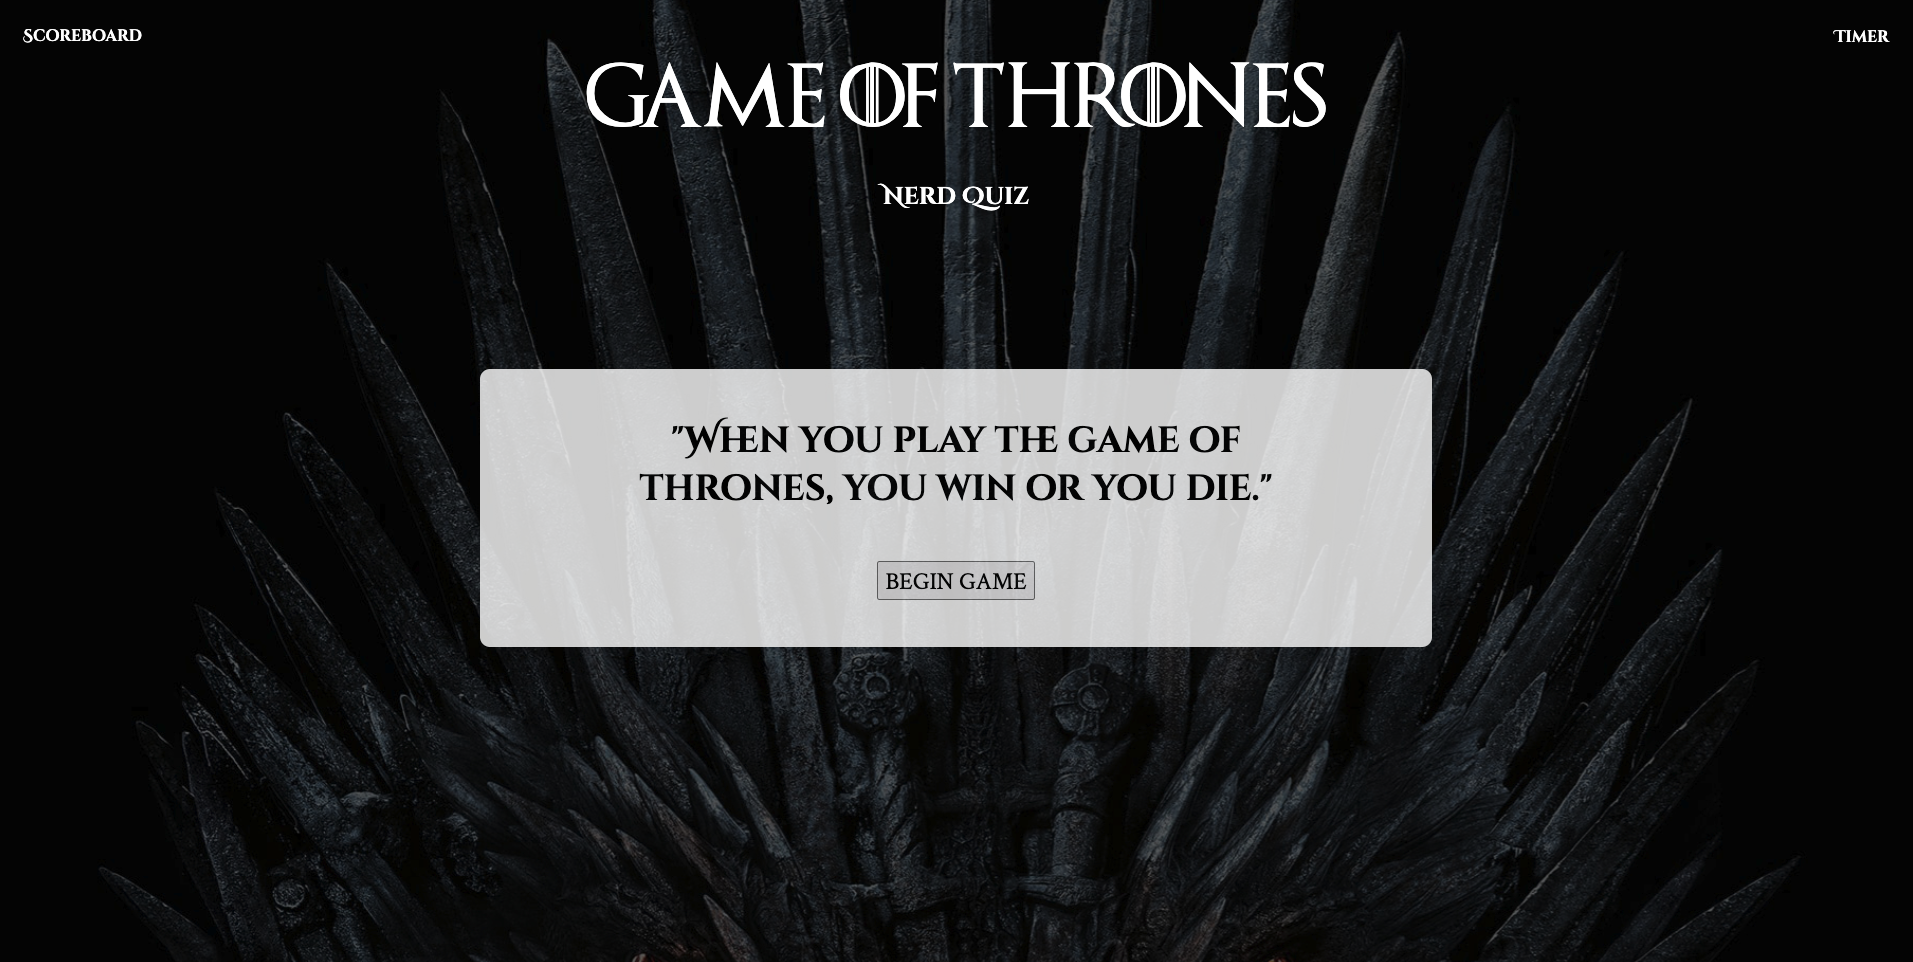 Scoreboard
Timer
GAME OF THRONES
Nerd Quiz
"When you play the game of
thrones, you win or you die."
BEGIN GAME